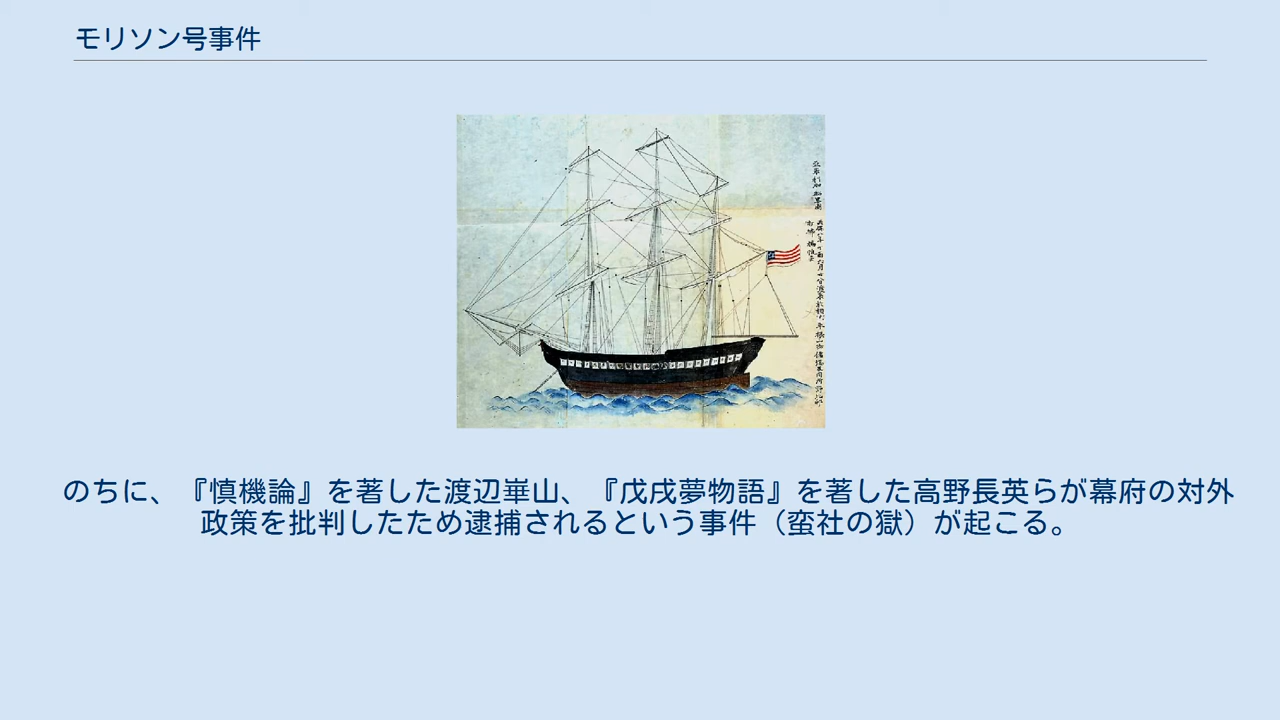 モリソン号事件
のちに、『慎機論』を著した渡辺崋山、『戊戌夢物語』を著した高野長英らが幕府の対外
政策を批判したため逮捕されるという事件（蛮社の獄）が起こる。